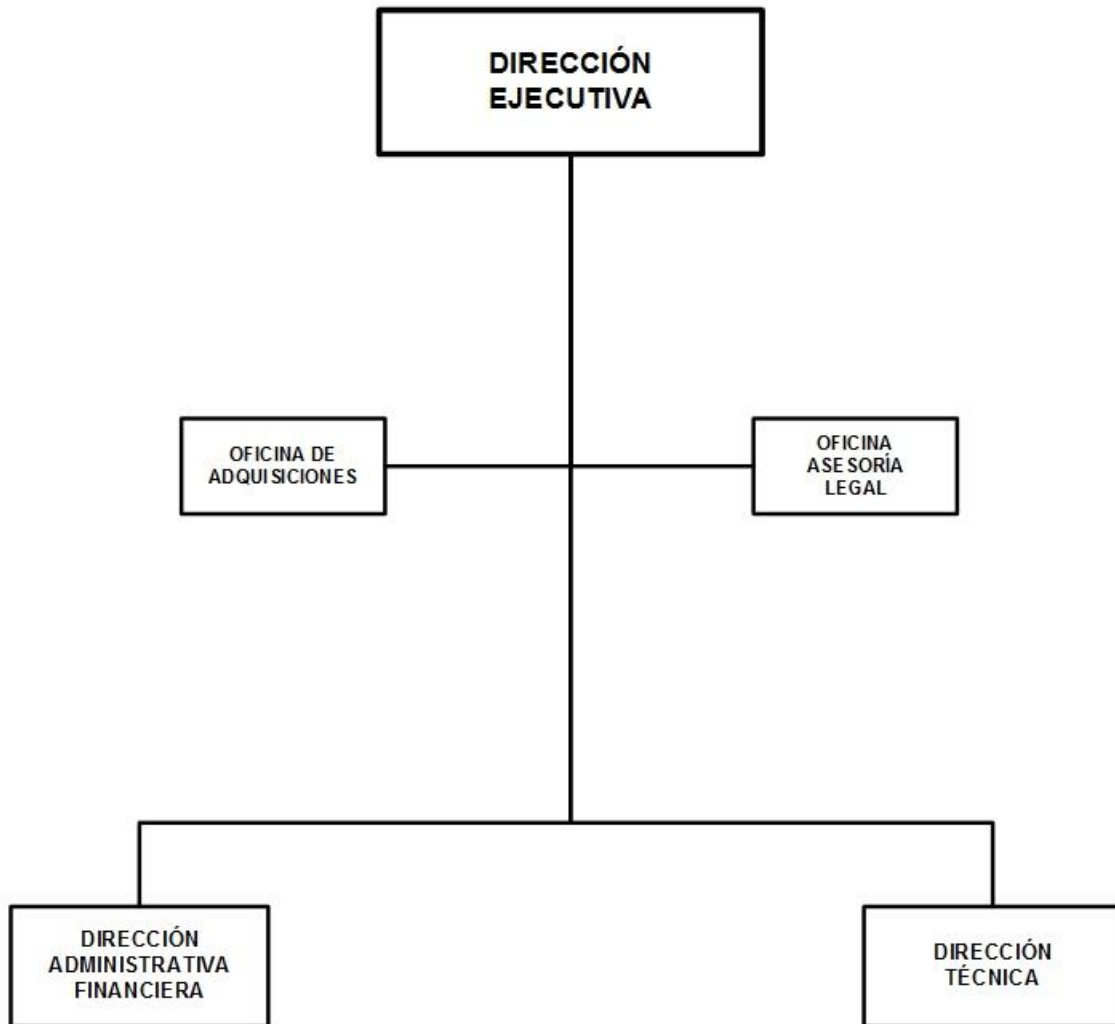 DIRECCIÓN
EJECUTIVA
OFICINA DE
ADQUISICIONES
OFICINA
ASESORÍA
LEGAL
DIRECCIÓN
ADMINISTRATIVA
FINANCIERA
DIRECCIÓN
TÉCNICA